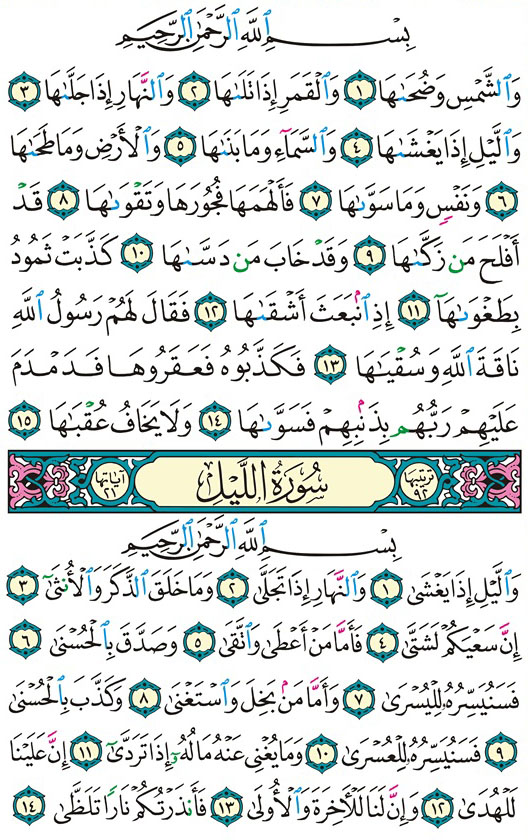 بِسْمِ ٱللَّهِ ٱلرَّحْمَٰنِ ٱلرَّحِيمِ
وَٱلشَّمْسِ وَضُحَىٰهَا ١ وَٱلْقَمَرِ إِذَا تَلَىٰهَا ٢ وَٱلنَّهَارِ إِذَا جَلَّىٰهَا ٣
وَٱلَّيْلِ إِذَا يَغْشَىٰهَا ٤ وَٱلسَّمَآءِ وَمَا بَنَىٰهَا ٥ وَٱلْأَرْضِ وَمَا طَحَىٰهَا
٦ وَنَفْسٍ وَمَا سَوَّىٰهَا ٧ فَأَلْهَمَهَا فُجُورَهَا وَتَقْوَىٰهَا ٨ قَدْ
أَفْلَحَ مَن زَكَّىٰهَا ٩ وَقَدْ خَابَ مَن دَسَّىٰهَا ١٠ كَذَّبَتْ ثَمُودُ
بِطَغْوَىٰهَآ ١١ إِذِ ٱنۢبَعَثَ أَشْقَىٰهَا ١٢ فَقَالَ لَهُمْ رَسُولُ ٱللَّهِ
نَاقَةَ ٱللَّهِ وَسُقْيَٰهَا ١٣ فَكَذَّبُوهُ فَعَقَرُوهَا فَدَمْدَمَ
عَلَيْهِمْ رَبُّهُم بِذَنۢبِهِمْ فَسَوَّىٰهَا ١٤ وَلَا يَخَافُ عُقْبَٰهَا ١٥
ترتيبها ٩٢ سُورَةُ اللَّيْلِ آياتها ٢١
بِسْمِ ٱللَّهِ ٱلرَّحْمَٰنِ ٱلرَّحِيمِ
وَٱلَّيْلِ إِذَا يَغْشَىٰ ١ وَٱلنَّهَارِ إِذَا تَجَلَّىٰ ٢ وَمَا خَلَقَ ٱلذَّكَرَ وَٱلْأُنثَىٰٓ ٣
إِنَّ سَعْيَكُمْ لَشَتَّىٰ ٤ فَأَمَّا مَنْ أَعْطَىٰ وَٱتَّقَىٰ ٥ وَصَدَّقَ بِٱلْحُسْنَىٰ ٦
فَسَنُيَسِّرُهُۥ لِلْيُسْرَىٰ ٧ وَأَمَّا مَنۢ بَخِلَ وَٱسْتَغْنَىٰ ٨ وَكَذَّبَ بِٱلْحُسْنَىٰ
٩ فَسَنُيَسِّرُهُۥ لِلْعُسْرَىٰ ١٠ وَمَا يُغْنِى عَنْهُ مَالُهُۥٓ إِذَا تَرَدَّىٰٓ ١١ إِنَّ عَلَيْنَا
لَلْهُدَىٰ ١٢ وَإِنَّ لَنَا لَلْءَاخِرَةَ وَٱلْأُولَىٰ ١٣ فَأَنذَرْتُكُمْ نَارًا تَلَظَّىٰ ١٤